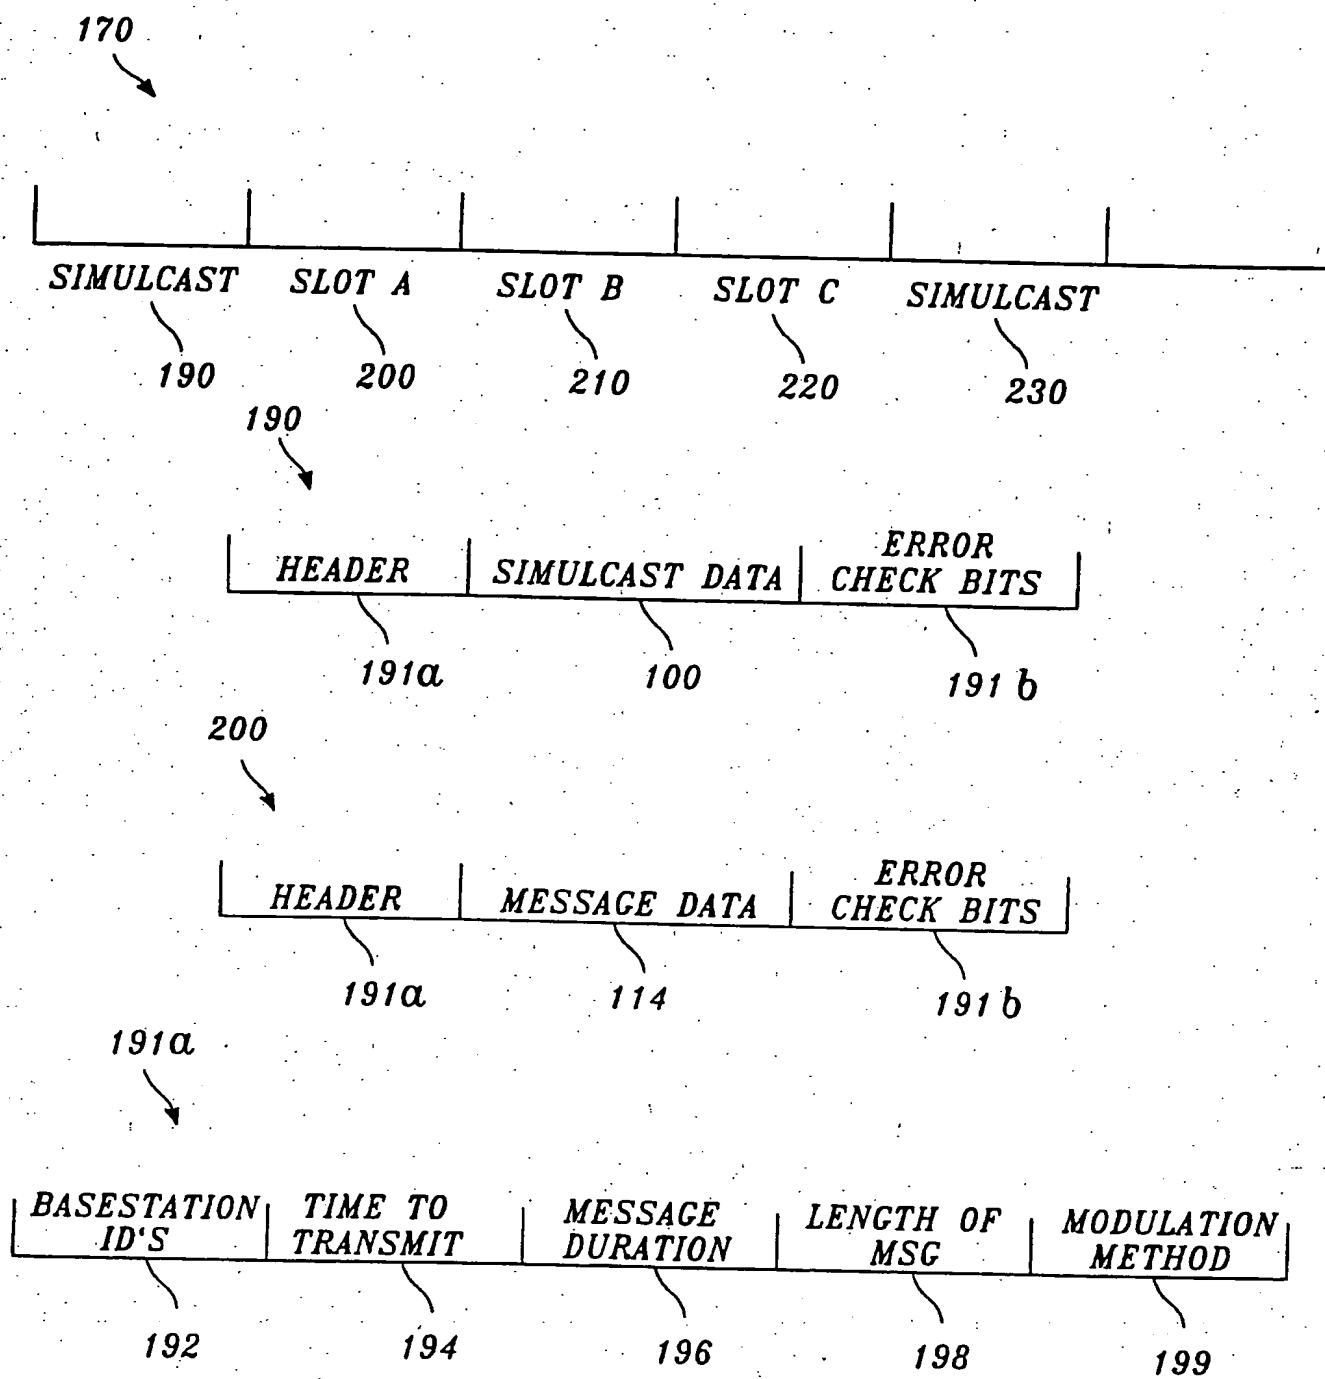 170
SIMULCAST SLOT A SLOT B SLOT C SIMULCAST
190 200 210 220 230
190
HEADER SIMULCAST DATA ERROR
CHECK BITS
191a 100 191b
200
HEADER MESSAGE DATA ERROR
CHECK BITS
191a 114 191b
191a
BASESTATION TIME TO MESSAGE LENGTH OF MODULATION
ID'S TRANSMIT DURATION MSG METHOD
192 194 196 198 199